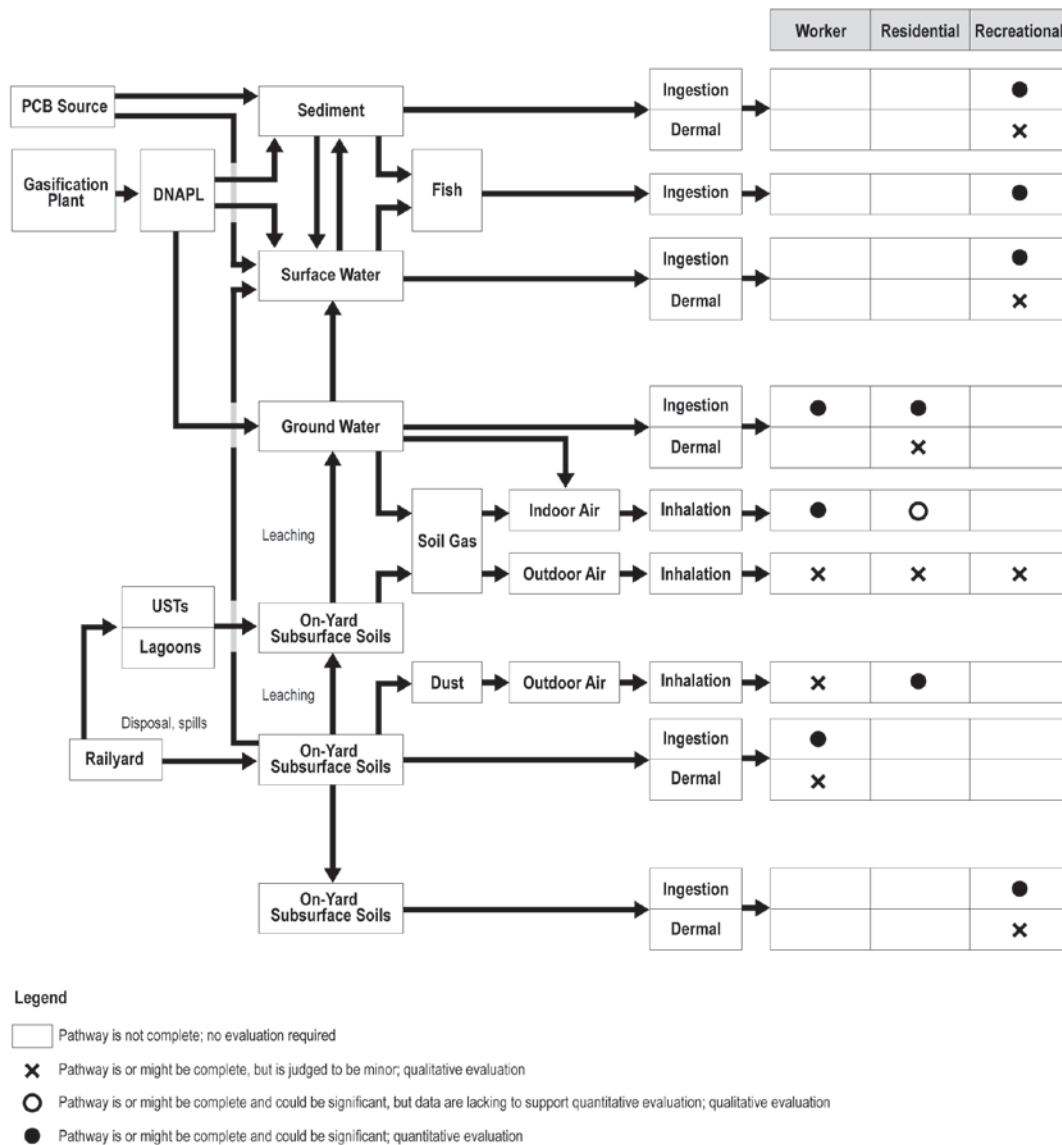 Worker Residential Recreational
PCB Source
Sediment
Ingestion
Dermal
Gasification
Plant
DNAPL
Fish
Ingestion
Surface Water
Ingestion
Dermal
Ground Water
Ingestion
Dermal
Leaching
Soil Gas
Indoor Air
Inhalation
Outdoor Air
Inhalation
USTs
Lagoons
On-Yard
Subsurface Soils
Leaching
Dust
Outdoor Air
Inhalation
Disposal, spills
Railyard
On-Yard
Subsurface Soils
Ingestion
Dermal
On-Yard
Subsurface Soils
Ingestion
Dermal
Legend
Pathway is not complete; no evaluation required
Pathway is or might be complete, but is judged to be minor; qualitative evaluation
Pathway is or might be complete and could be significant, but data are lacking to support quantitative evaluation; qualitative evaluation
Pathway is or might be complete and could be significant; quantitative evaluation